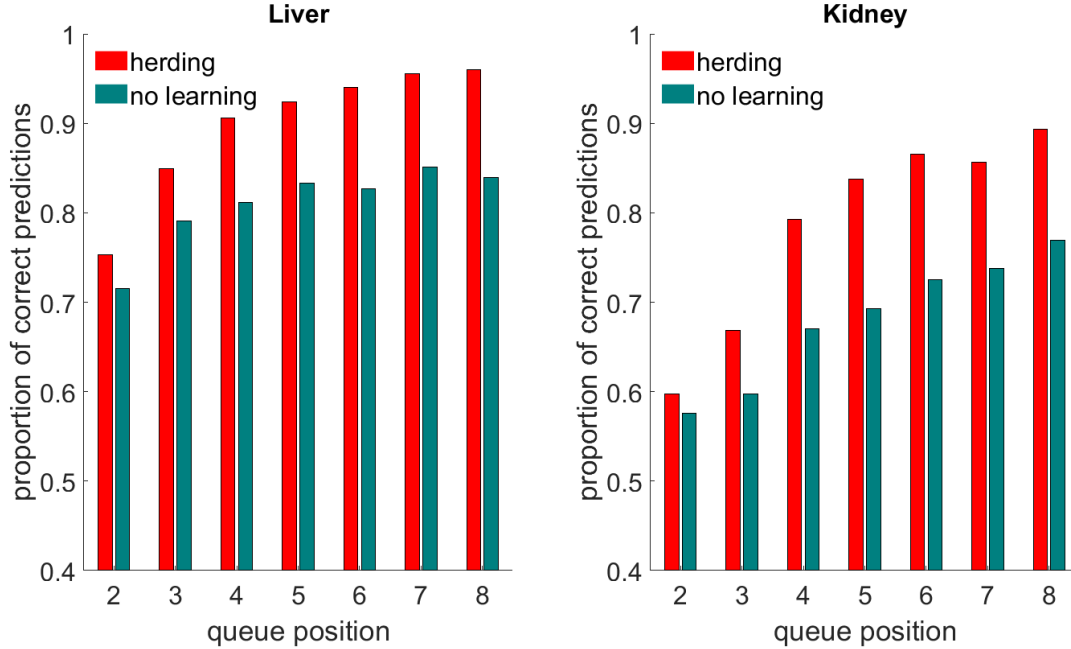 Liver
proportion of correct predictions
1
0.9
0.8
0.7
0.6
0.5
0.4
herding
no learning
2 3 4 5 6 7 8
queue position
Kidney
proportion of correct predictions
1
0.9
0.8
0.7
0.6
0.5
0.4
herding
no learning
2 3 4 5 6 7 8
queue position